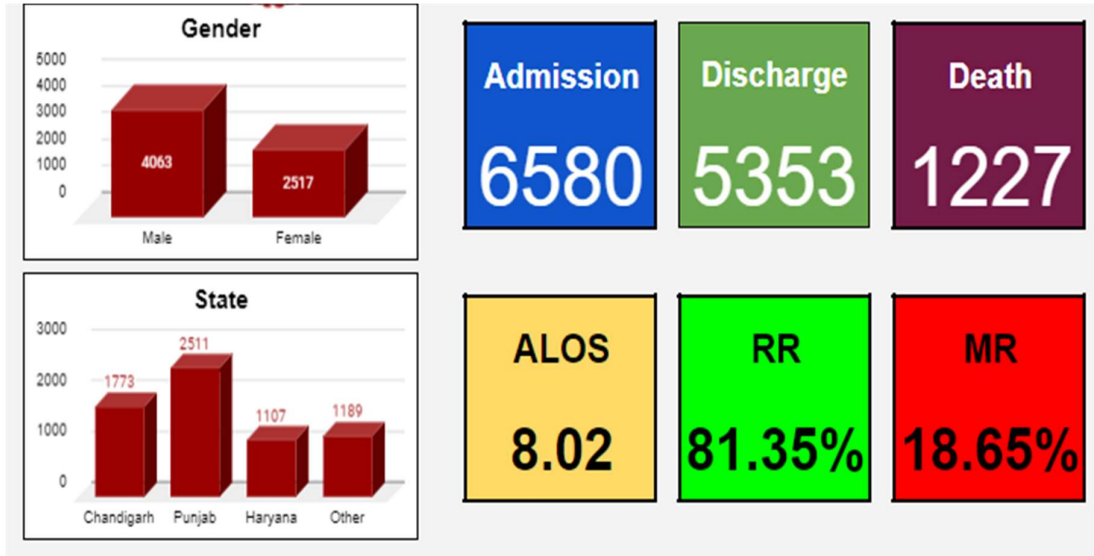 Gender
5000
4000
3000
2000
1000
0
4063
2517
Male Female
Admission
6580
Discharge
5353
Death
1227
State
3000
2000
1000
0
1773
2511
1107
1189
Chandigarh Punjab Haryana Other
ALOS
8.02
RR
81.35%
MR
18.65%